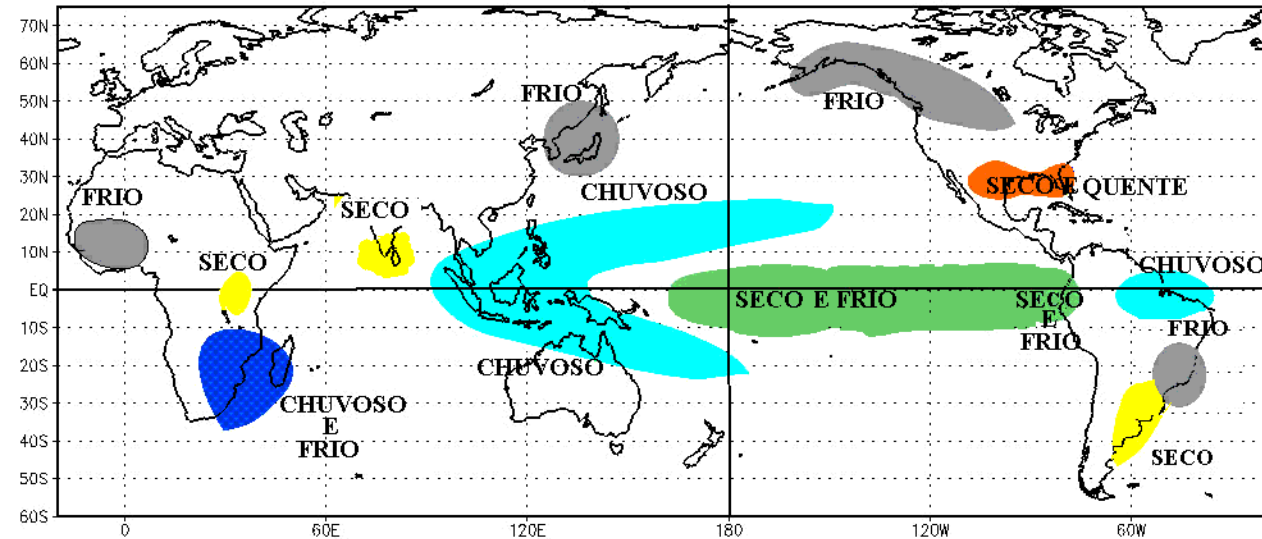 70N
60N
50N
40N
30N
20N
10N
EQ
10S
20S
30S
40S
50S
60S
FRIO
FRIO
FRIO
CHUVOSO
SECO E QUENTE
SECO
SECO
CHUVOSO
SECO E FRIO
SECO
E
FRIO
FRIO
CHUVOSO
CHUVOSO
E
FRIO
SECO
0
60E
120E
180
120W
60W